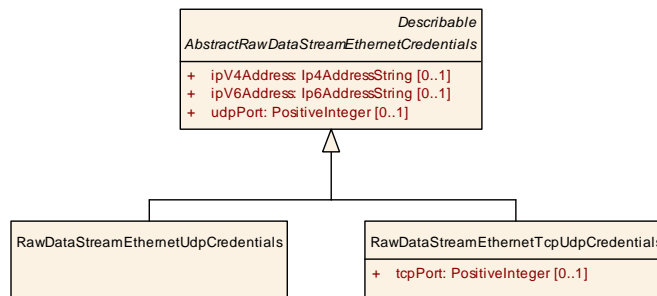 Describable
AbstractRawDataStreamEthernetCredentials
+ ipV4Address: Ip4AddressString [0..1]
+ ipV6Address: Ip6AddressString [0..1]
+ udpPort: PositiveInteger [0..1]
RawDataStreamEthernetUdpCredentials
RawDataStreamEthernetTcpUdpCredentials
+ tcpPort: PositiveInteger [0..1]